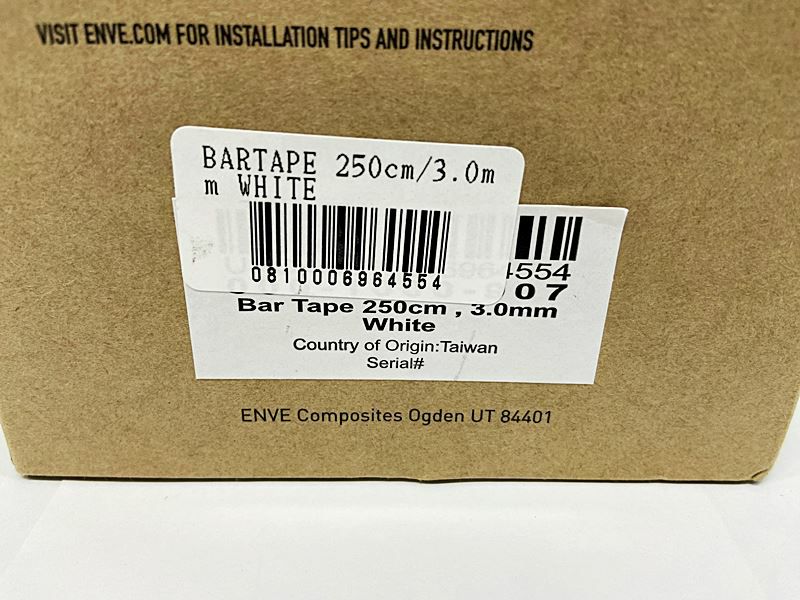 VISIT ENVE.COM FOR INSTALLATION TIPS AND INSTRUCTIONS
BARTAPE 250cm/3.0m
m WHITE
0810006964554
4554
07
Bar Tape 250cm , 3.0mm
White
Country of Origin:Taiwan
Serial#
ENVE Composites Ogden UT 84401